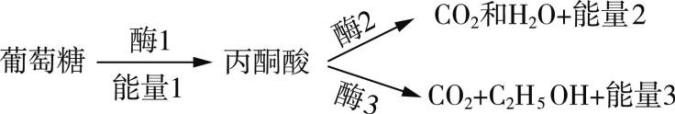 酶2 CO₂和H₂O+能量2
葡萄糖 酶1 能量1 丙酮酸
酶3 CO₂+C₂H₅OH+能量3